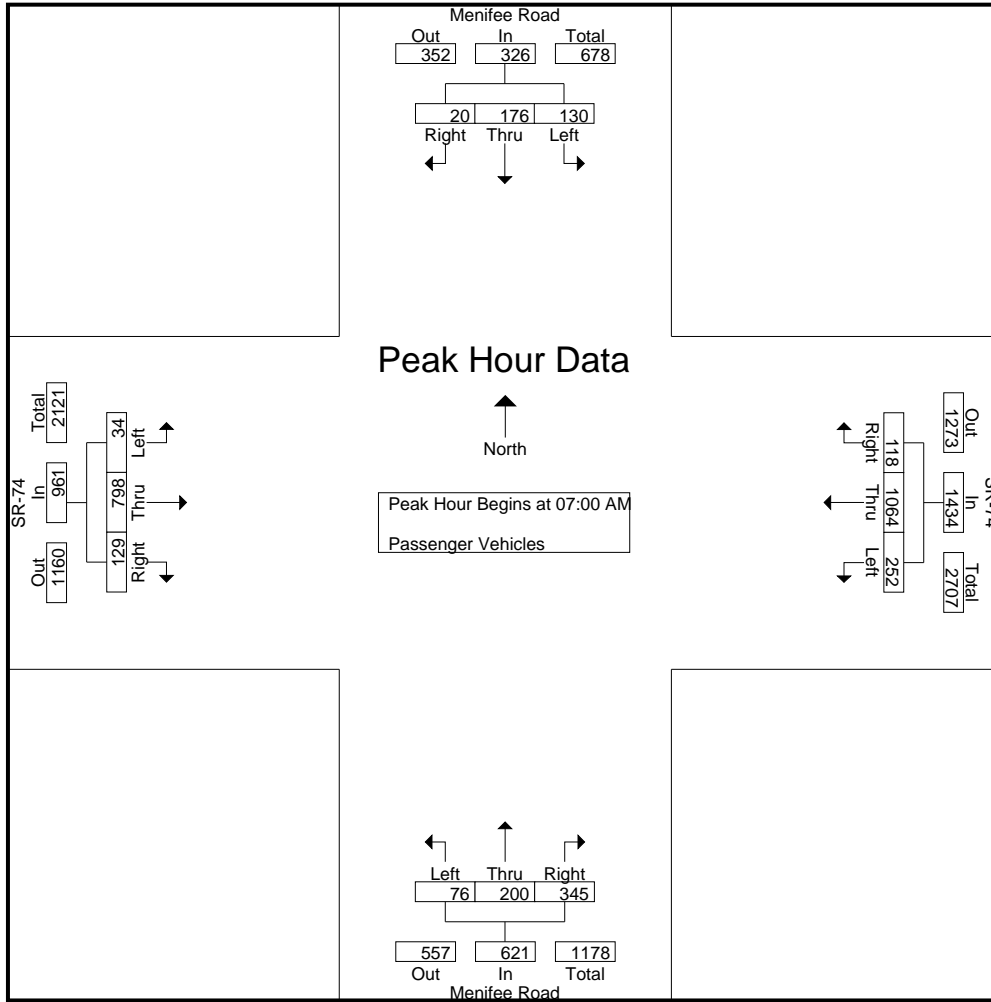 Menifee Road
Out In Total
352 326 678
20 176 130
Right Thru Left
Peak Hour Data
North
Peak Hour Begins at 07:00 AM
Passenger Vehicles
SR-74
Total In Out
2121 961 1160
34 798 129
Left Thru Right
Right Thru Left
118 1064 252
Out In Total
1273 1434 2707
SR-74
Left Thru Right
76 200 345
557 621 1178
Out In Total
Menifee Road